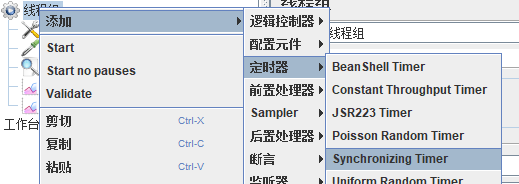 线程组
添加
Start
Start no pauses
Validate
剪切 Ctrl-X
复制 Ctrl-C
粘贴 Ctrl-V
工作台
逻辑控制器
配置元件
定时器
前置处理器
Sampler
后置处理器
断言
监听器
线程组
线程组
BeanShell Timer
Constant Throughput Timer
JSR223 Timer
Poisson Random Timer
Synchronizing Timer
Uniform Random Timer